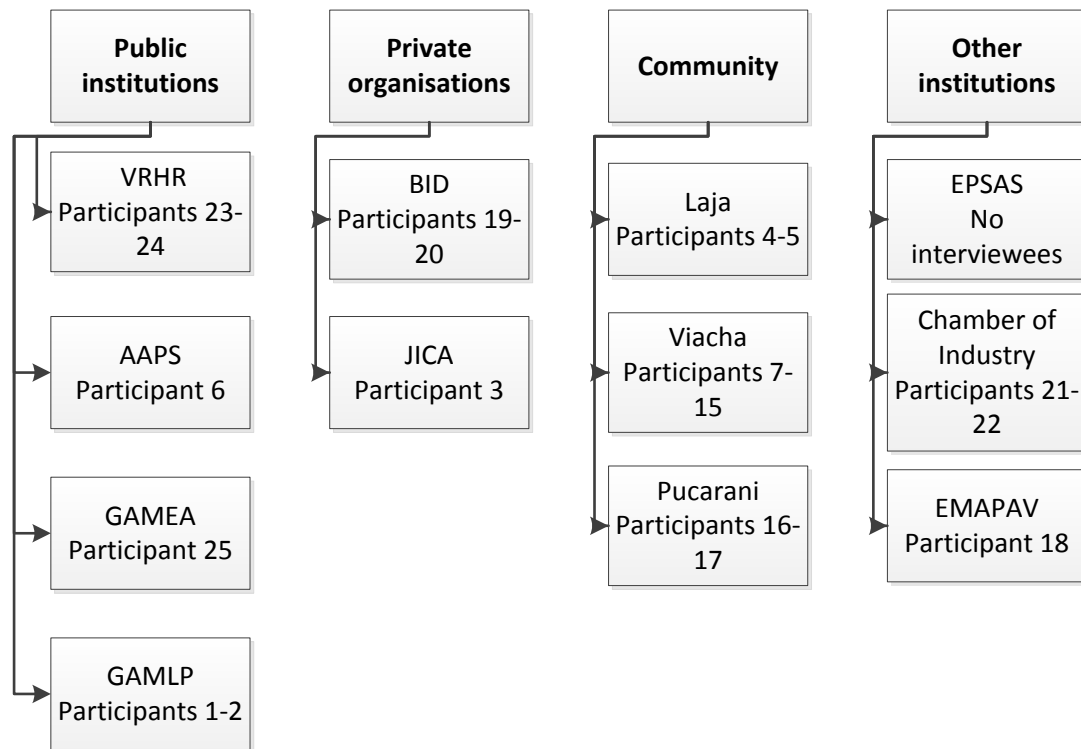 Public
institutions
VRHR
Participants 23-
24
AAPS
Participant 6
GAMEA
Participant 25
GAMLP
Participants 1-2
Private
organisations
BID
Participants 19-
20
JICA
Participant 3
Community
Laja
Participants 4-5
Viacha
Participants 7-
15
Pucarani
Participants 16-
17
Other
institutions
EPSAS
No
interviewees
Chamber of
Industry
Participants 21-
22
EMAPAV
Participant 18